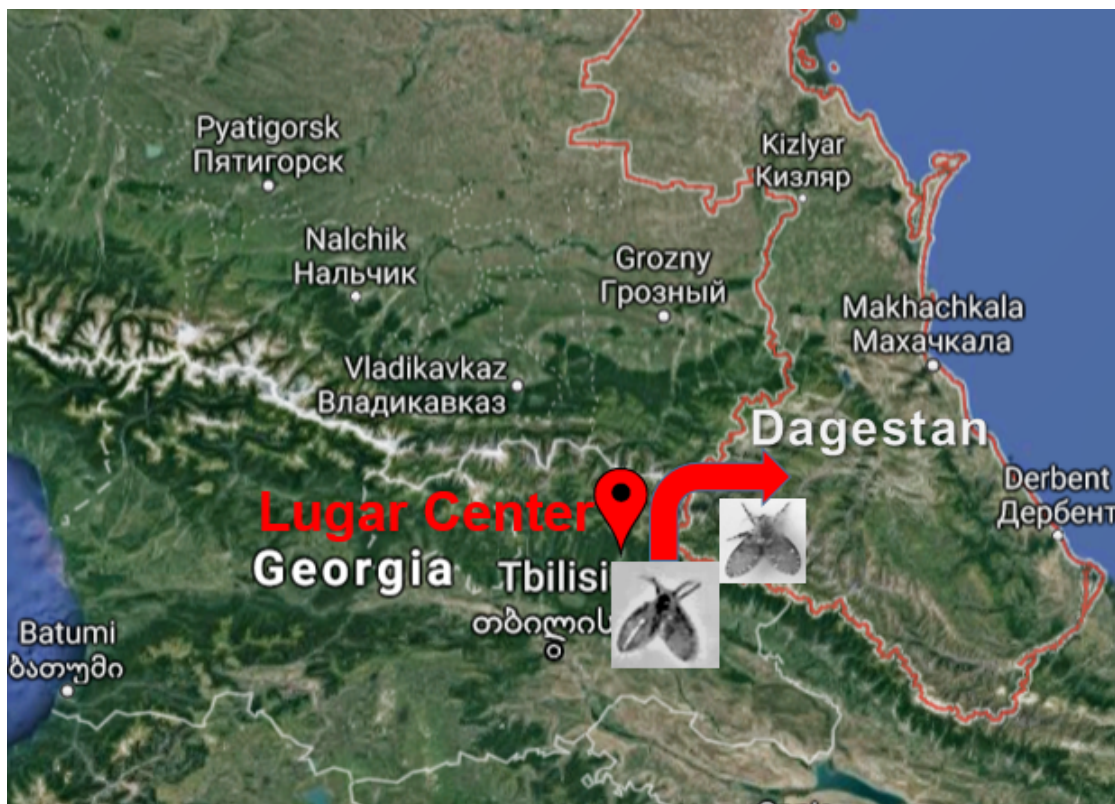 Pyatigorsk
Пятигорск
Kizlyar
Кизляр
Nalchik
Нальчик
Grozny
Грозный
Makhachkala
Махачкала
Vladikavkaz
Владикавказ
Dagestan
Derbent
Дербент
Lugar Center
Georgia
Tbilisi
თბილის
Batumi
ბათუმი